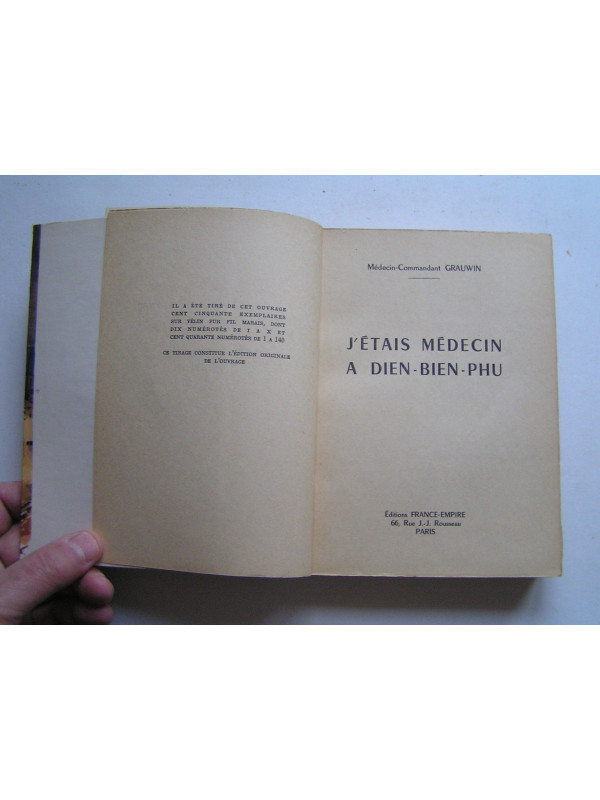 IL A ÉTÉ TIRÉ DE CET OUVRAGE
CENT CINQUANTE EXEMPLAIRES
SUR VÉLIN PUR FIL MARAIS, DONT
DIX NUMÉROTÉS DE I A X ET
CENT QUARANTE NUMÉROTÉS DE 1 A 140
CE TIRAGE CONSTITUE L'ÉDITION ORIGINALE
DE L'OUVRAGE
Médecin-Commandant GRAUWIN
J'ÉTAIS MÉDECIN
A DIEN-BIEN-PHU
Éditions FRANCE-EMPIRE
66, Rue J.-J. Rousseau
PARIS